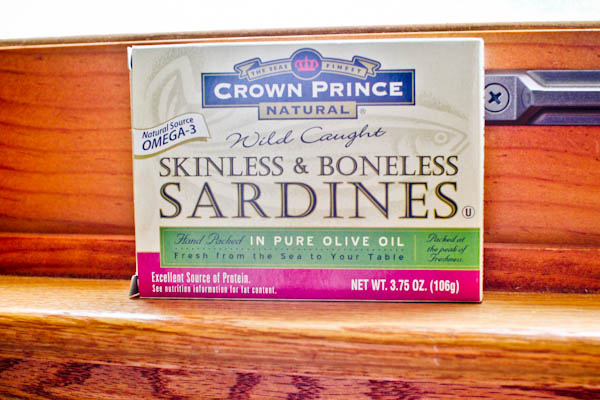 THE SEAS FINEST
CROWN PRINCE
NATURAL ®
Natural Source
OMEGA-3
Wild Caught
SKINLESS & BONELESS
SARDINES
U
Hand Packed IN PURE OLIVE OIL
Fresh from the Sea to Your Table
Packed at
the peak of
Freshness.
Excellent Source of Protein.
See nutrition information for fat content.
NET WT. 3.75 OZ. (106g)